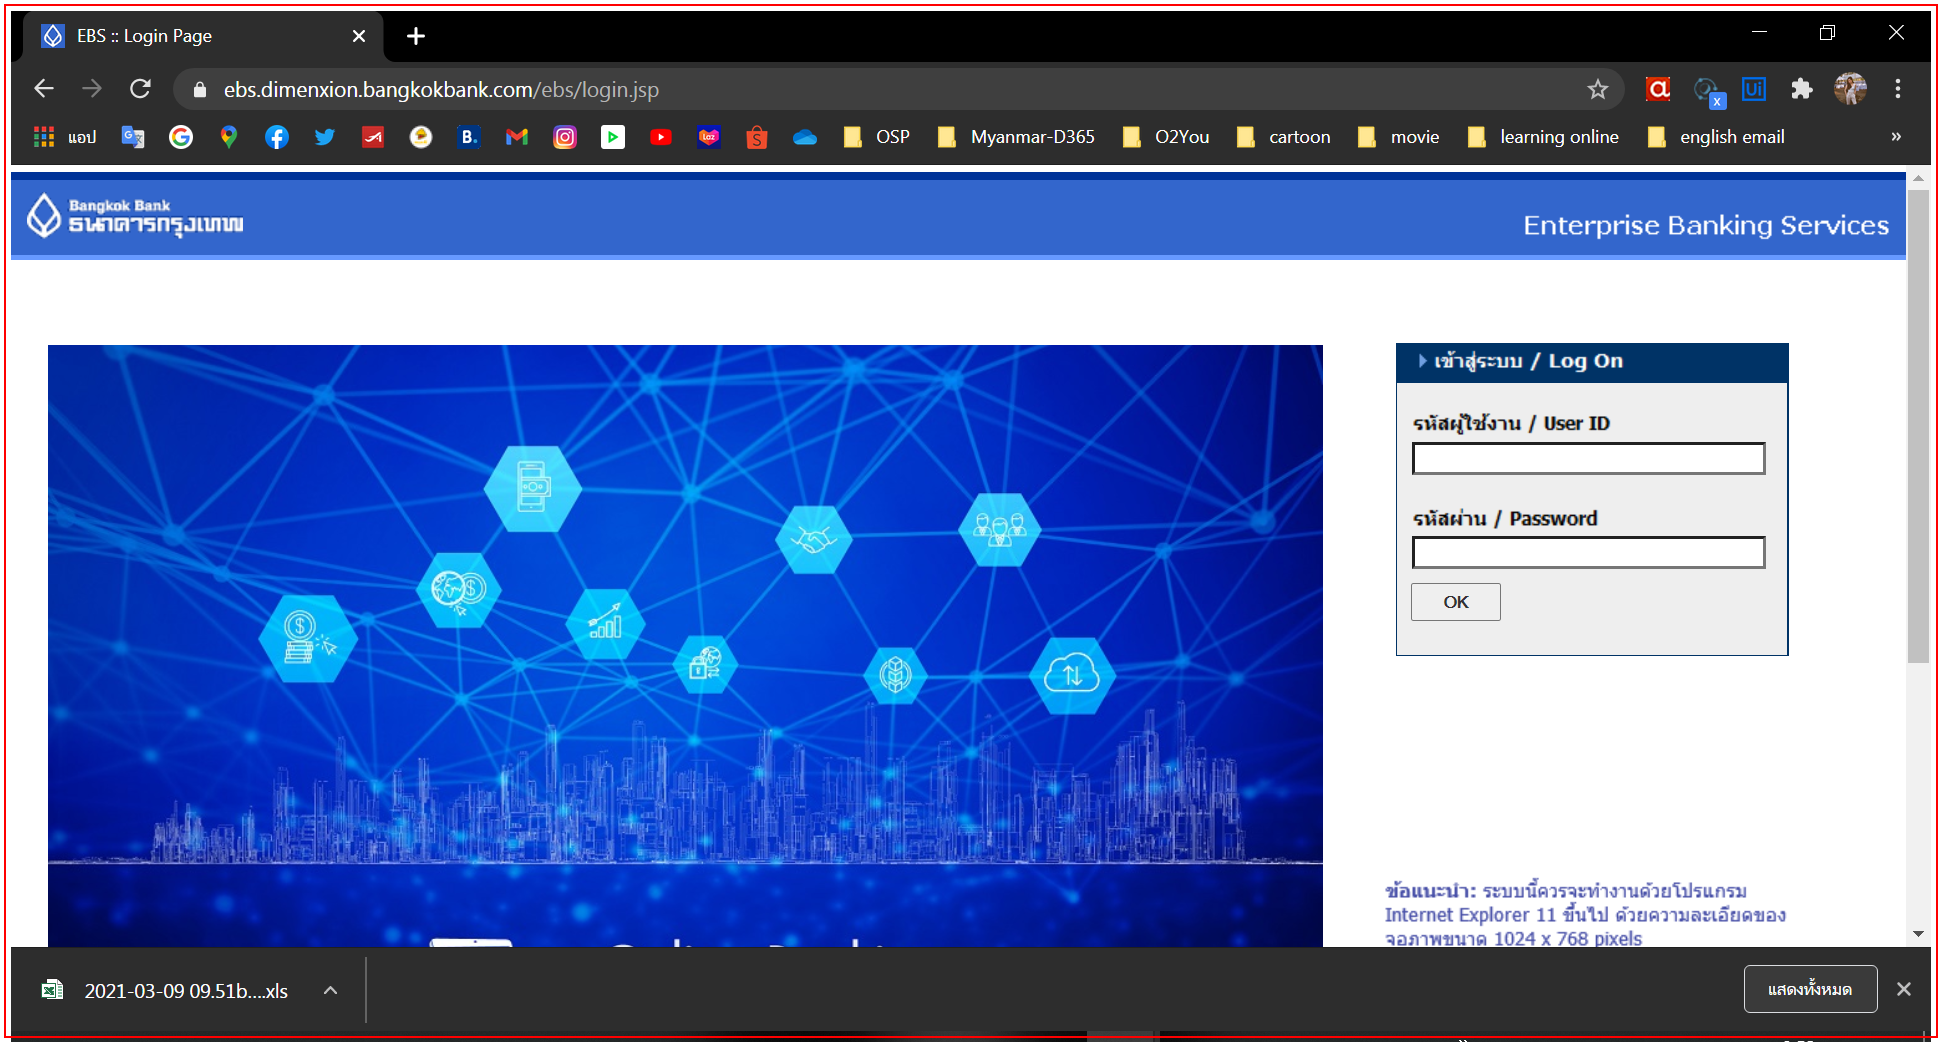 EBS :: Login Page
ebs.dimenxion.bangkokbank.com/ebs/login.jsp
แอป
OSP
Myanmar-D365
O2You
cartoon
movie
learning online
english email
Bangkok Bank
ธนาคารกรุงเทพ
Enterprise Banking Services
เข้าสู่ระบบ / Log On
รหัสผู้ใช้งาน / User ID
รหัสผ่าน / Password
OK
ข้อแนะนำ: ระบบนี้ควรจะทำงานด้วยโปรแกรม
Internet Explorer 11 ขึ้นไป ด้วยความละเอียดของ
จอภาพขนาด 1024 x 768 pixels
2021-03-09 09.51b....xls
แสดงทั้งหมด